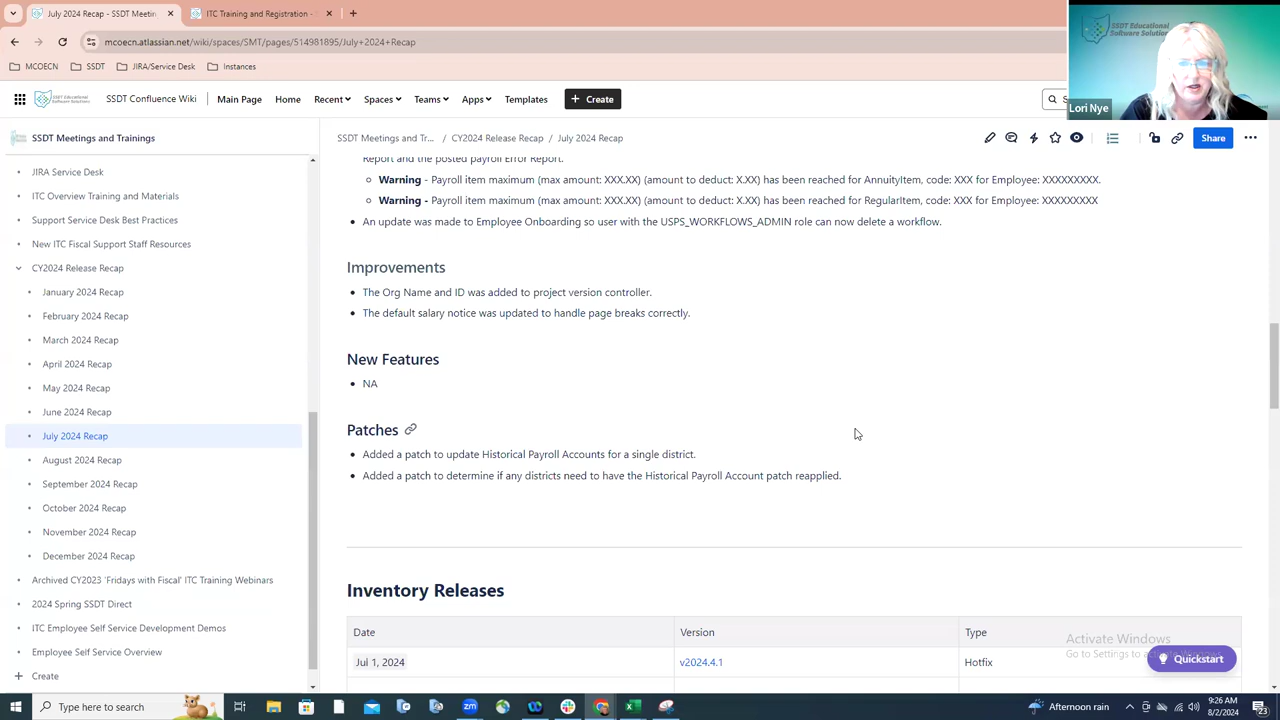 July 2024 Recap - SSDT Meetin
ITC Training and Registration -
mcoecn.atlassian.net/wiki/spaces/SMT/pages/514981895/July+2024+Recap
MCOECN
SSDT
JIRA/Service Desk
Instances
SSDT Educational
Software Solutions
Lori Nye
SSDT Confluence Wiki
Main Page
Home
Recent
Spaces
Teams
Apps
Templates
+ Create
SSDT Meetings and Trainings
SSDT Meetings and Tr... / CY2024 Release Recap / July 2024 Recap
Share
JIRA Service Desk
ITC Overview Training and Materials
Support Service Desk Best Practices
New ITC Fiscal Support Staff Resources
CY2024 Release Recap
January 2024 Recap
February 2024 Recap
March 2024 Recap
April 2024 Recap
May 2024 Recap
June 2024 Recap
July 2024 Recap
August 2024 Recap
September 2024 Recap
October 2024 Recap
November 2024 Recap
December 2024 Recap
Archived CY2023 'Fridays with Fiscal' ITC Training Webinars
2024 Spring SSDT Direct
ITC Employee Self Service Development Demos
Employee Self Service Overview
+ Create
Report and the posted payroll Error Report.
Warning - Payroll item maximum (max amount: XXX.XX) (amount to deduct: X.XX) has been reached for AnnuityItem, code: XXX for Employee: XXXXXXXXX.
Warning - Payroll item maximum (max amount: XXX.XX) (amount to deduct: X.XX) has been reached for RegularItem, code: XXX for Employee: XXXXXXXXX
An update was made to Employee Onboarding so user with the USPS_WORKFLOWS_ADMIN role can now delete a workflow.
Improvements
The Org Name and ID was added to project version controller.
The default salary notice was updated to handle page breaks correctly.
New Features
NA
Patches
Added a patch to update Historical Payroll Accounts for a single district.
Added a patch to determine if any districts need to have the Historical Payroll Account patch reapplied.
Inventory Releases
Date Version Type
Jul 1, 2024 v2024.4.1 Hotfix
Activate Windows
Go to Settings to
Quickstart
Type here to search
Afternoon rain
9:26 AM
8/2/2024
23